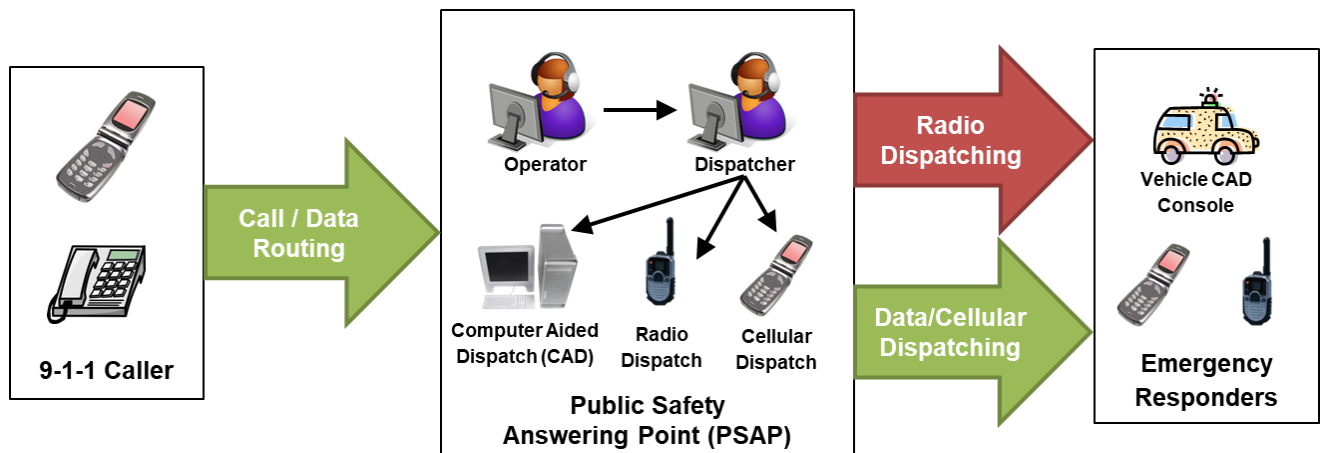 9-1-1 Caller
Call / Data
Routing
Operator
Dispatcher
Computer Aided
Dispatch (CAD)
Radio
Dispatch
Cellular
Dispatch
Public Safety
Answering Point (PSAP)
Radio
Dispatching
Data/Cellular
Dispatching
Vehicle CAD
Console
Emergency
Responders